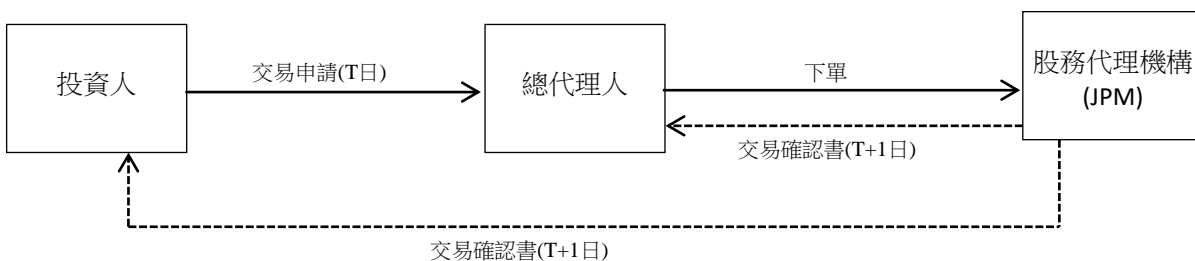 投資人
交易申請(T日)
總代理人
下單
股務代理機構
(JPM)
交易確認書(T+1日)
交易確認書(T+1日)